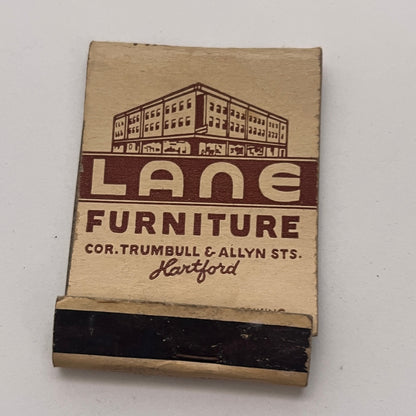 LANE
FURNITURE
COR. TRUMBULL & ALLYN STS.
Hartford